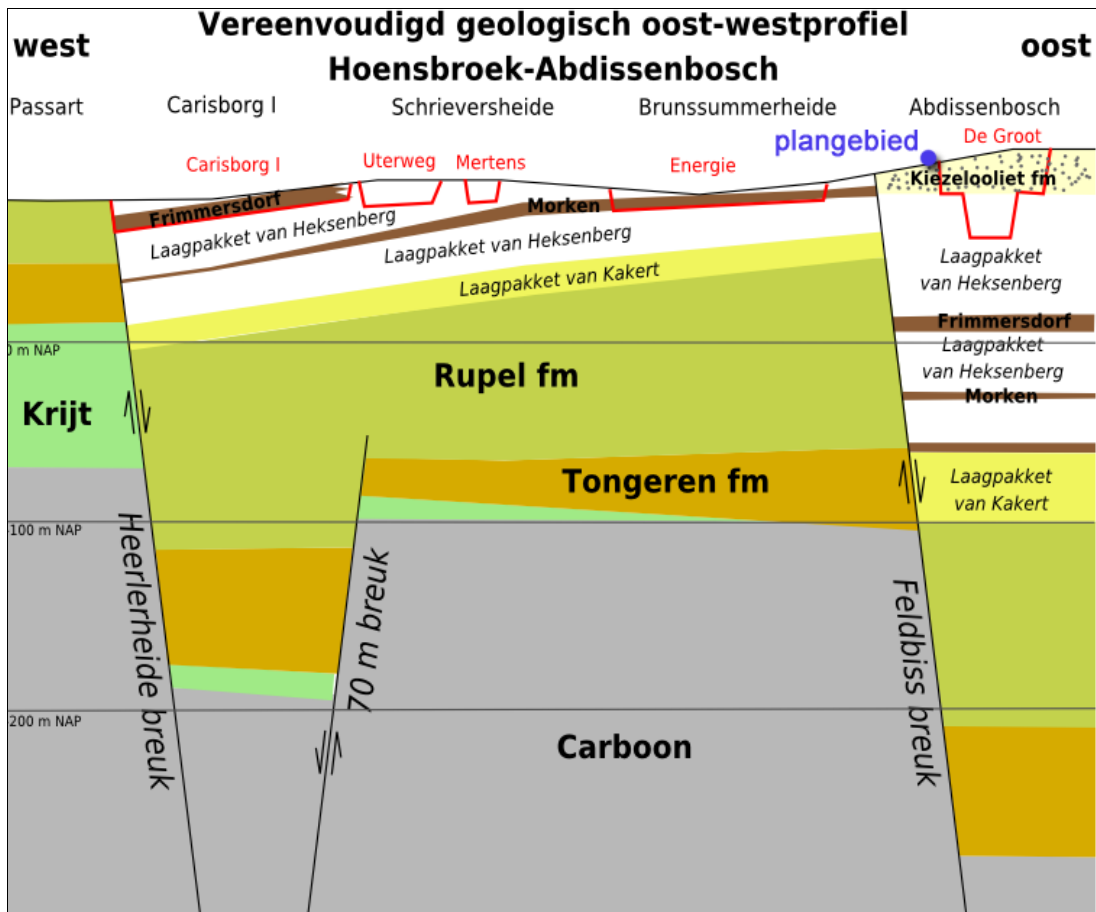 Vereenvoudigd geologisch oost-westprofiel
west
oost
Hoensbroek-Abdissenbosch
Passart
Carisborg I
Schrieversheide
Brunssummerheide
Abdissenbosch
plangebied
De Groot
Carisborg I
Uterweg
Mertens
Energie
Kiezelooliet fm
Frimmersdorf
Morken
Laagpakket van Heksenberg
Laagpakket van Heksenberg
Laagpakket
van Heksenberg
Laagpakket van Kakert
Frimmersdorf
0 m NAP
Laagpakket
van Heksenberg
Rupel fm
Morken
Krijt
Tongeren fm
Laagpakket
van Kakert
100 m NAP
Heerlerheide breuk
70 m breuk
Feldbiss breuk
200 m NAP
Carboon